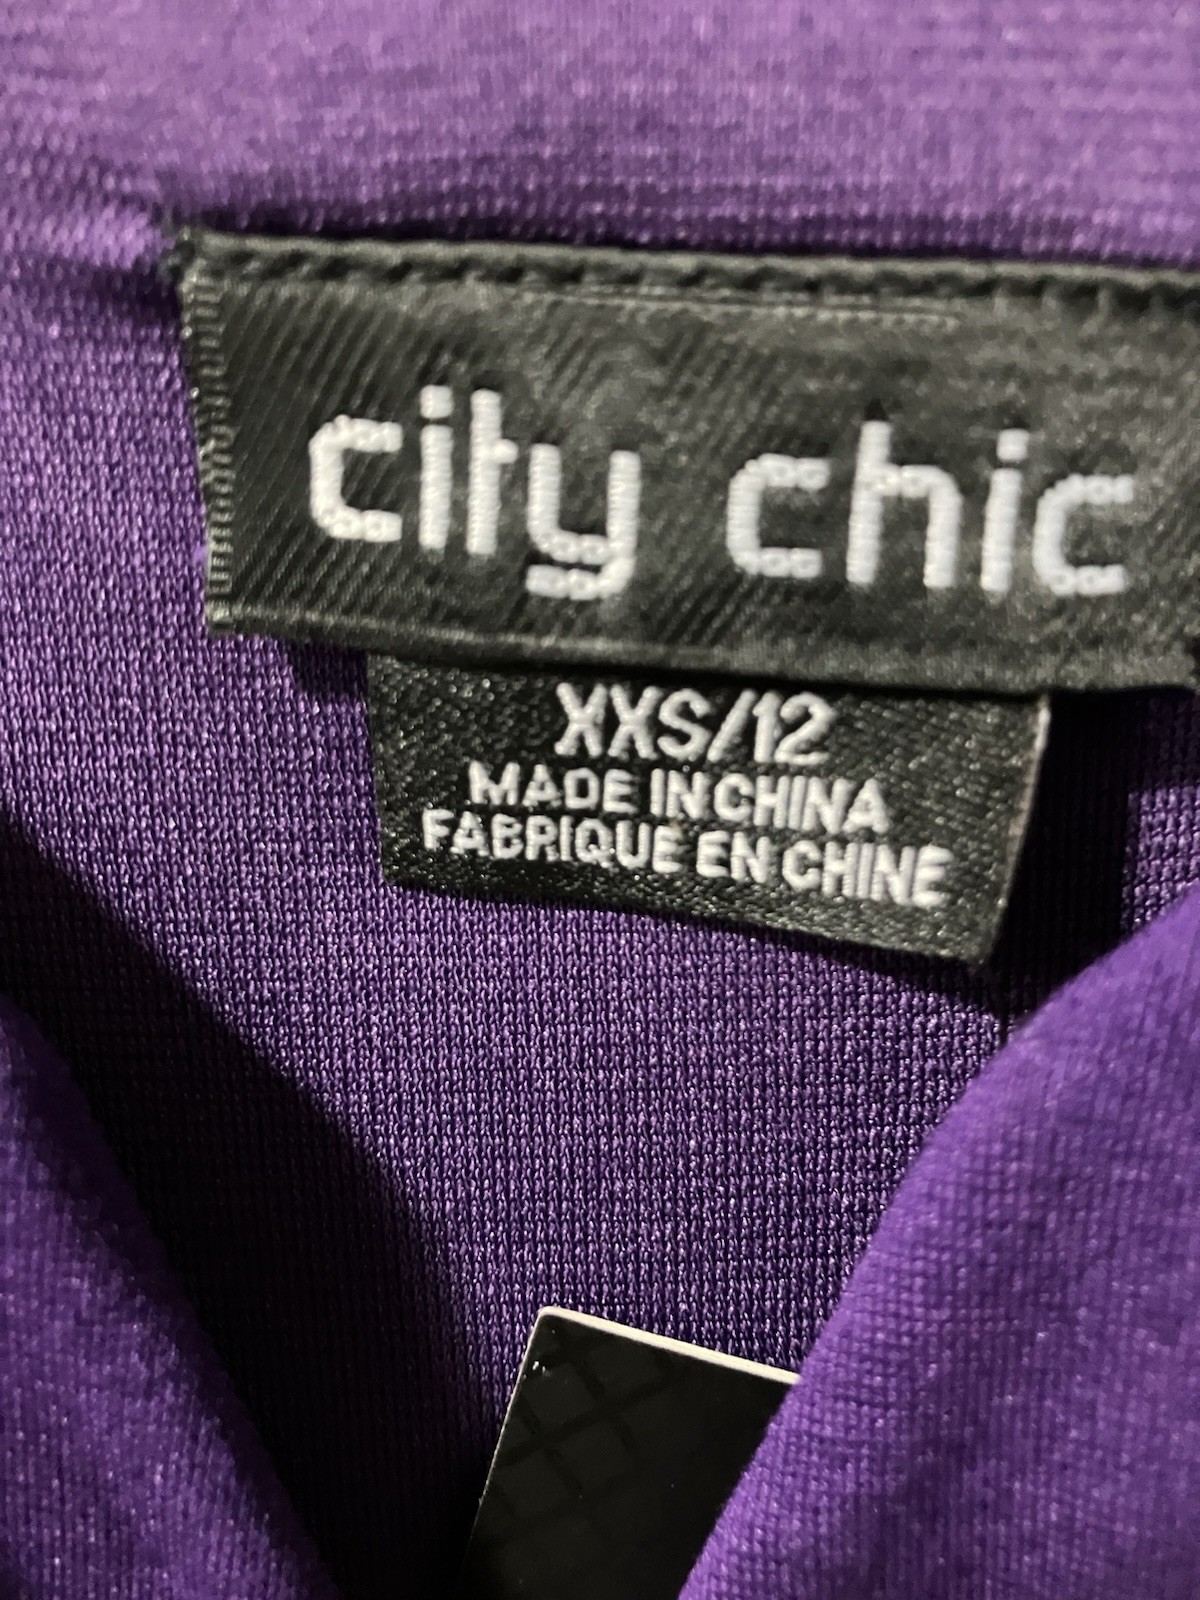 city chic
XXS/12
MADE IN CHINA
FABRIQUE EN CHINE